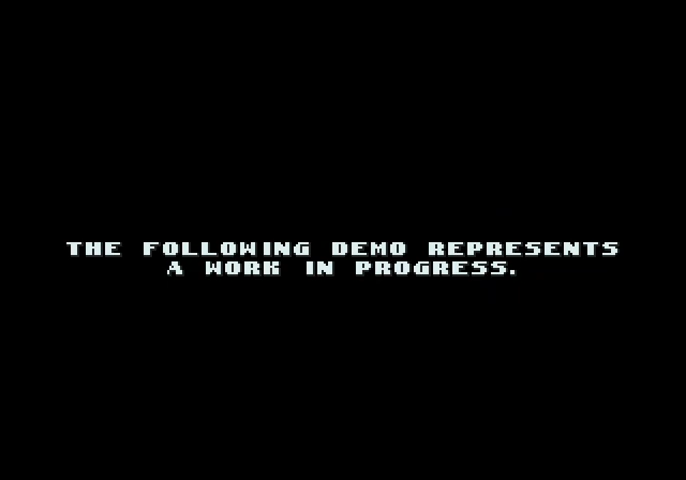 THE FOLLOWING DEMO REPRESENTS
A WORK IN PROGRESS.